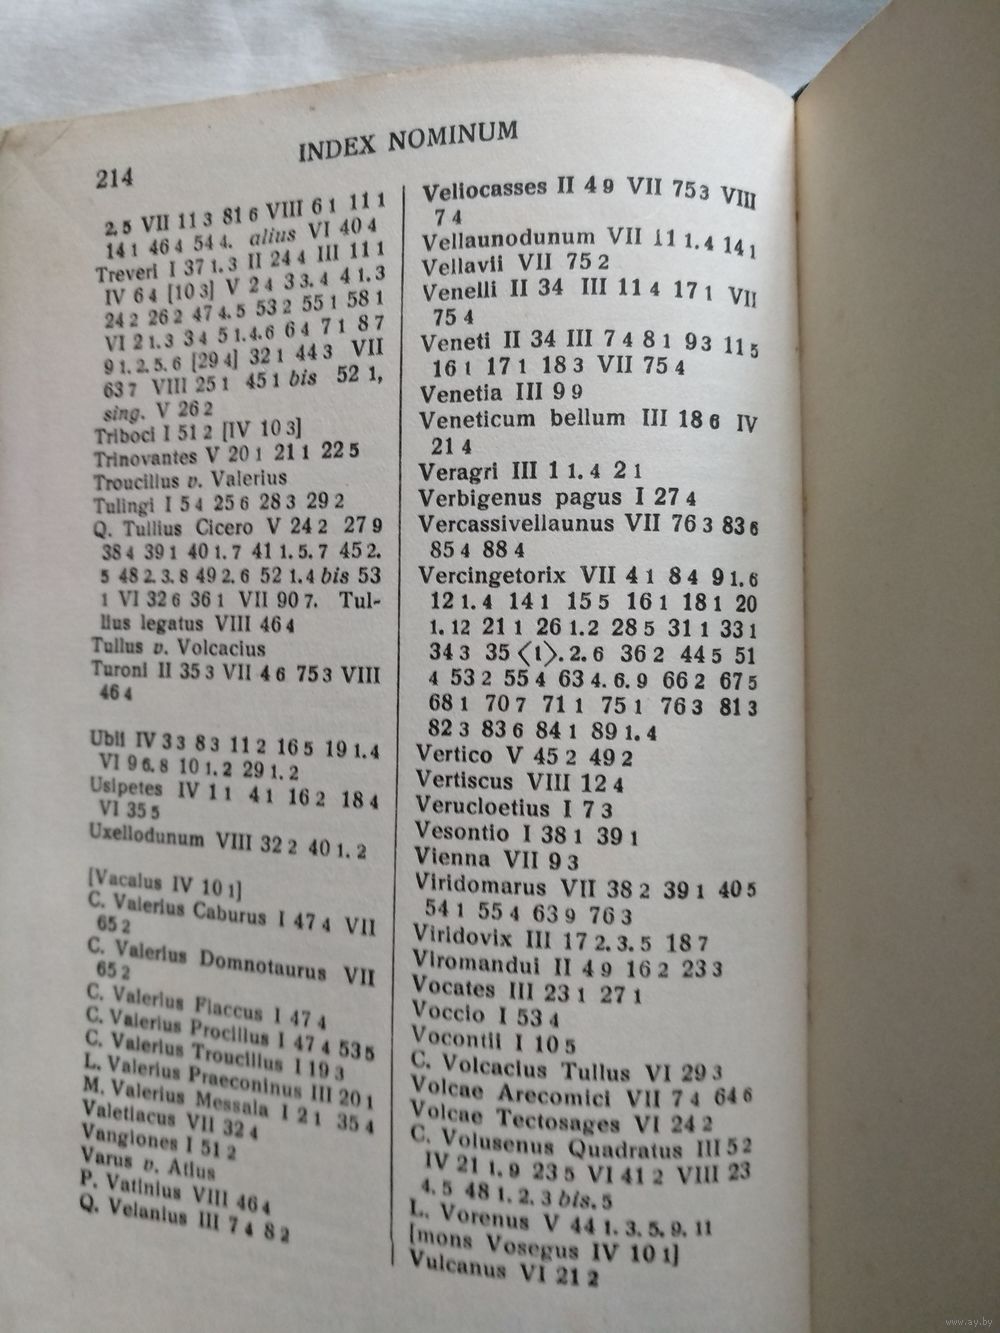 INDEX NOMINUM
214
2, 5 VII 11 3 81 6 VIII 6 1 11 1
14 1 46 4 54 4. alius VI 40 4
Treveri I 37 1. 3 II 24 4 III 11 1
IV 6 4 [10 3] V 2 4 3 3. 4 4 1. 3
24 2 26 2 47 4. 5 53 2 55 1 58 1
VI 2 1. 3 3 4 5 1. 4. 6 6 4 7 1 8 7
9 1. 2. 5. 6 [29 4] 32 1 44 3 VII
63 7 VIII 25 1 45 1 bis 52 1,
sing. V 26 2
Triboci I 51 2 [IV 10 3]
Trinovantes V 20 1 21 1 22 5
Troucillus v. Valerius
Tulingi I 5 4 25 6 28 3 29 2
Q. Tullius Cicero V 24 2 27 9
38 4 39 1 40 1. 7 41 1. 5. 7 45 2.
5 48 2. 3. 8 49 2. 6 52 1. 4 bis 53
1 VI 32 6 36 1 VII 90 7. Tul-
lius legatus VIII 46 4
Tullus v. Volcacius
Turoni II 35 3 VII 4 6 75 3 VIII
46 4
Ubii IV 3 3 8 3 11 2 16 5 19 1. 4
VI 9 6. 8 10 1. 2 29 1. 2
Usipetes IV 1 1 4 1 16 2 18 4
VI 35 5
Uxellodunum VIII 32 2 40 1. 2
[Vacalus IV 10 1]
C. Valerius Caburus I 47 4 VII
65 2
C. Valerius Domnotaurus VII
65 2
C. Valerius Flaccus I 47 4
C. Valerius Procillus I 47 4 53 5
C. Valerius Troucillus I 19 3
L. Valerius Praeconinus III 20 1
M. Valerius Messala I 2 1 35 4
Valetiacus VII 32 4
Vangiones I 51 2
Varus v. Atius
P. Vatinius VIII 46 4
Q. Velanius III 7 4 8 2
Veliocasses II 4 9 VII 75 3 VIII
7 4
Vellaunodunum VII 11 1. 4 14 1
Vellavii VII 75 2
Venelli II 34 III 11 4 17 1 VII
75 4
Veneti II 34 III 7 4 8 1 9 3 11 5
16 1 17 1 18 3 VII 75 4
Venetia III 9 9
Veneticum bellum III 18 6 IV
21 4
Veragri III 1 1. 4 2 1
Verbigenus pagus I 27 4
Vercassivellaunus VII 76 3 83 6
85 4 88 4
Vercingetorix VII 4 1 8 4 9 1. 6
12 1. 4 14 1 15 5 16 1 18 1 20
1. 12 21 1 26 1. 2 28 5 31 1 33 1
34 3 35 ⟨1⟩. 2. 6 36 2 44 5 51
4 53 2 55 4 63 4. 6. 9 66 2 67 5
68 1 70 7 71 1 75 1 76 3 81 3
82 3 83 6 84 1 89 1. 4
Vertico V 45 2 49 2
Vertiscus VIII 12 4
Verucloetius I 7 3
Vesontio I 38 1 39 1
Vienna VII 9 3
Viridomarus VII 38 2 39 1 40 5
54 1 55 4 63 9 76 3
Viridovix III 17 2. 3. 5 18 7
Viromandui II 4 9 16 2 23 3
Vocates III 23 1 27 1
Voccio I 53 4
Vocontii I 10 5
C. Volcacius Tullus VI 29 3
Volcae Arecomici VII 7 4 64 6
Volcae Tectosages VI 24 2
C. Volusenus Quadratus III 5 2
IV 21 1. 9 23 5 VI 41 2 VIII 23
4. 5 48 1. 2. 3 bis. 5
L. Vorenus V 44 1. 3. 5. 9. 11
[mons Vosegus IV 10 1]
Vulcanus VI 21 2
www.ay.by